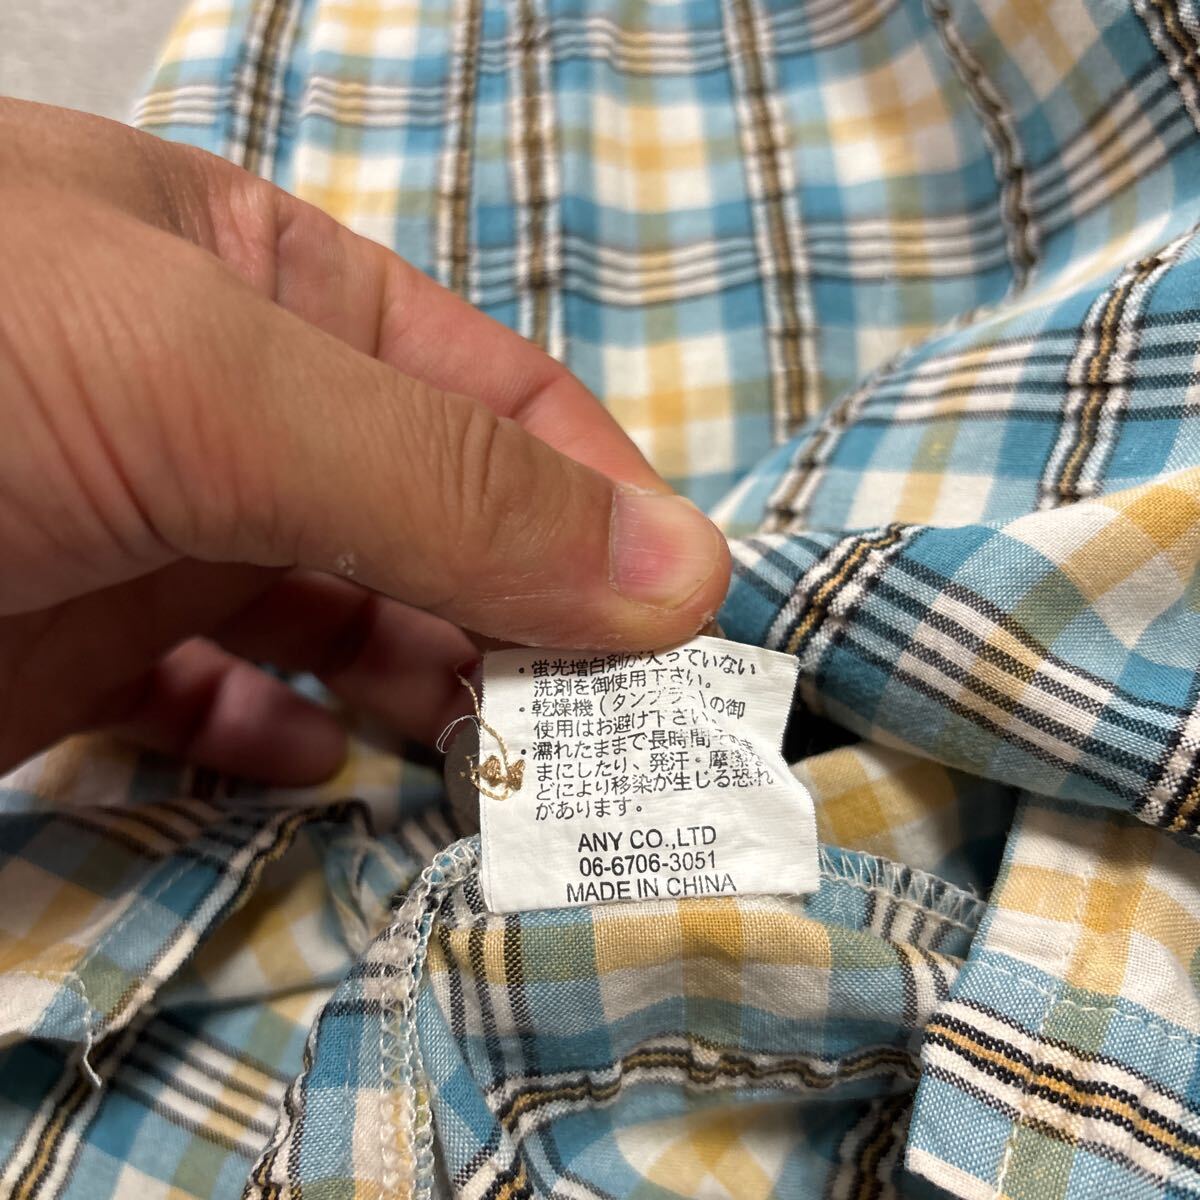 ・蛍光増白剤が入っていない
洗剤を御使用下さい。
・乾燥機(タンブラー)の御
使用はお避け下さい。
・濡れたままで長時間そのま
まにしたり、発汗・摩擦な
どにより移染が生じる恐れ
があります。
ANY CO.,LTD
06-6706-3051
MADE IN CHINA